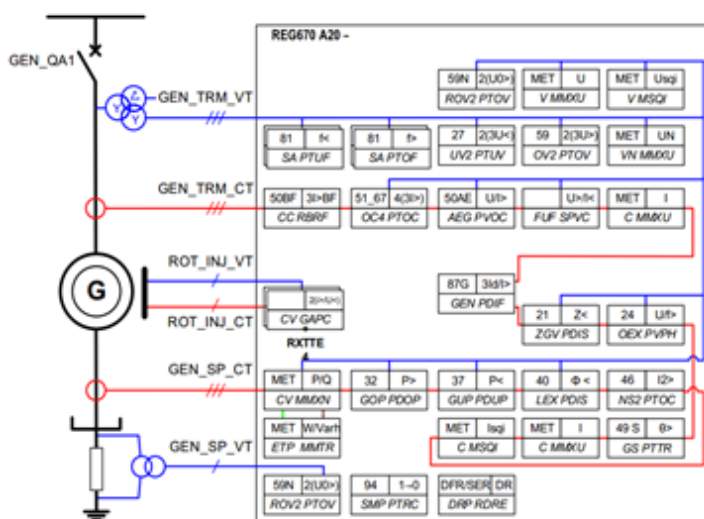 REG670 A20 –
GEN_QA1
59N 2(U0>) MET U MET Usqi
ROV2 PTOV V MMXU V MSQI
GEN_TRM_VT
81 f< 81 f> 27 2(3U<) 59 2(3U>) MET UN
SA PTUF SA PTOF UV2 PTUV OV2 PTOV VN MMXU
GEN_TRM_CT
50BF 3I>BF 51_67 4(3I>) 50AE U/I> U>/I< MET I
CC RBRF OC4 PTOC AEG PVOC FUF SPVC C MMXU
ROT_INJ_VT
G
87G 3Id/I>
GEN PDIF
2(I>/U<)
CV GAPC
ROT_INJ_CT
21 Z< 24 U/f>
ZGV PDIS OEX PVPH
RXTTE
4
GEN_SP_CT
MET P/Q 32 P> 37 P< 40 Φ < 46 I2>
CV MMXN GOP PDOP GUP PDUP LEX PDIS NS2 PTOC
MET W/Varh MET Isqi MET I 49 S θ>
ETP MMTR C MSQI C MMXU GS PTTR
GEN_SP_VT
59N 2(U0>) 94 1→0 DFR/SER DR
ROV2 PTOV SMP PTRC DRP RDRE